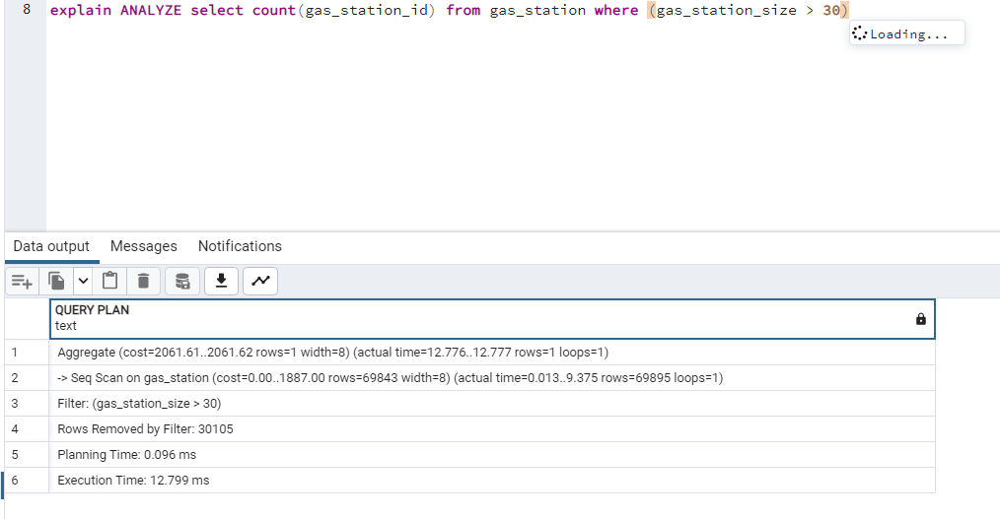 8 explain ANALYZE select count(gas_station_id) from gas_station where (gas_station_size > 30)
Loading...
Data output Messages Notifications
QUERY PLAN
text
1 Aggregate (cost=2061.61..2061.62 rows=1 width=8) (actual time=12.776..12.777 rows=1 loops=1)
2 -> Seq Scan on gas_station (cost=0.00..1887.00 rows=69843 width=8) (actual time=0.013..9.375 rows=69895 loops=1)
3 Filter: (gas_station_size > 30)
4 Rows Removed by Filter: 30105
5 Planning Time: 0.096 ms
6 Execution Time: 12.799 ms